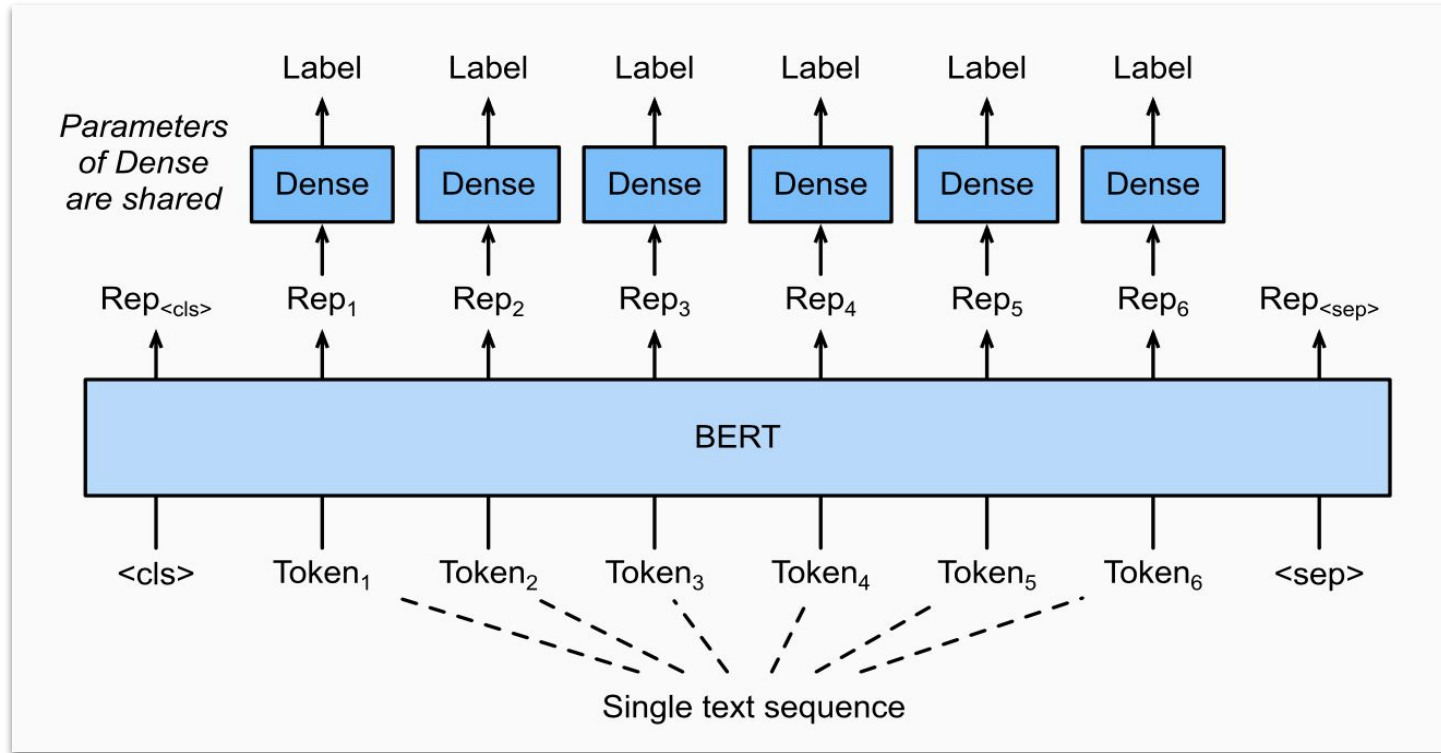 Label Label Label Label Label Label
Parameters
of Dense
are shared
Dense Dense Dense Dense Dense Dense
Rep<cls> Rep1 Rep2 Rep3 Rep4 Rep5 Rep6 Rep<sep>
BERT
<cls> Token1 Token2 Token3 Token4 Token5 Token6 <sep>
Single text sequence